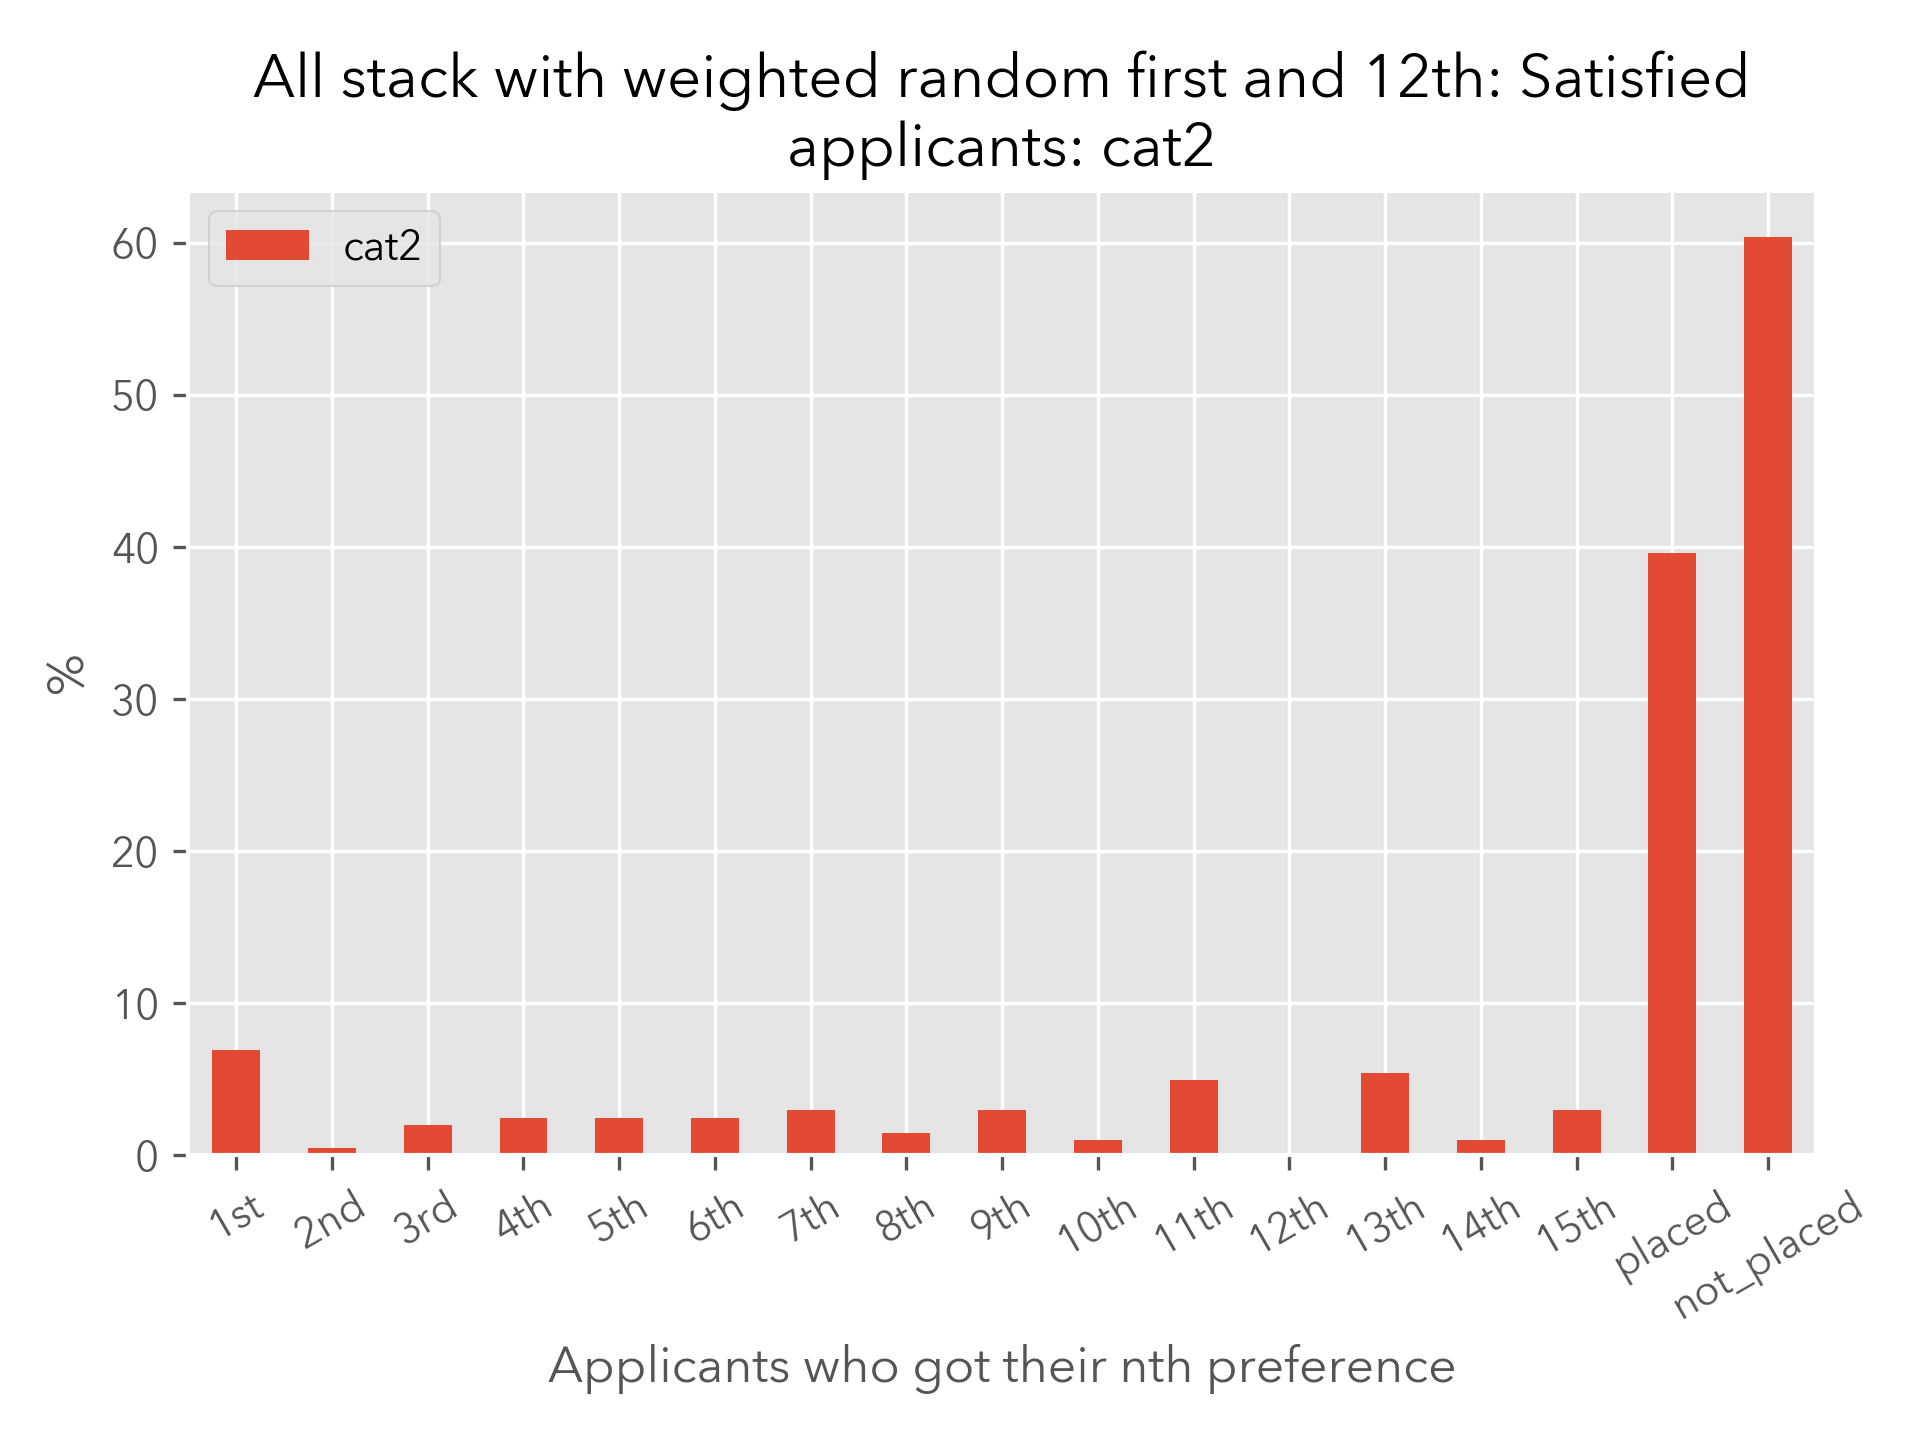 All stack with weighted random first and 12th: Satisfied
applicants: cat2
cat2
60
50
40
30
20
10
0
%
1st
2nd
3rd
4th
5th
6th
7th
8th
9th
10th
11th
12th
13th
14th
15th
placed
not_placed
Applicants who got their nth preference